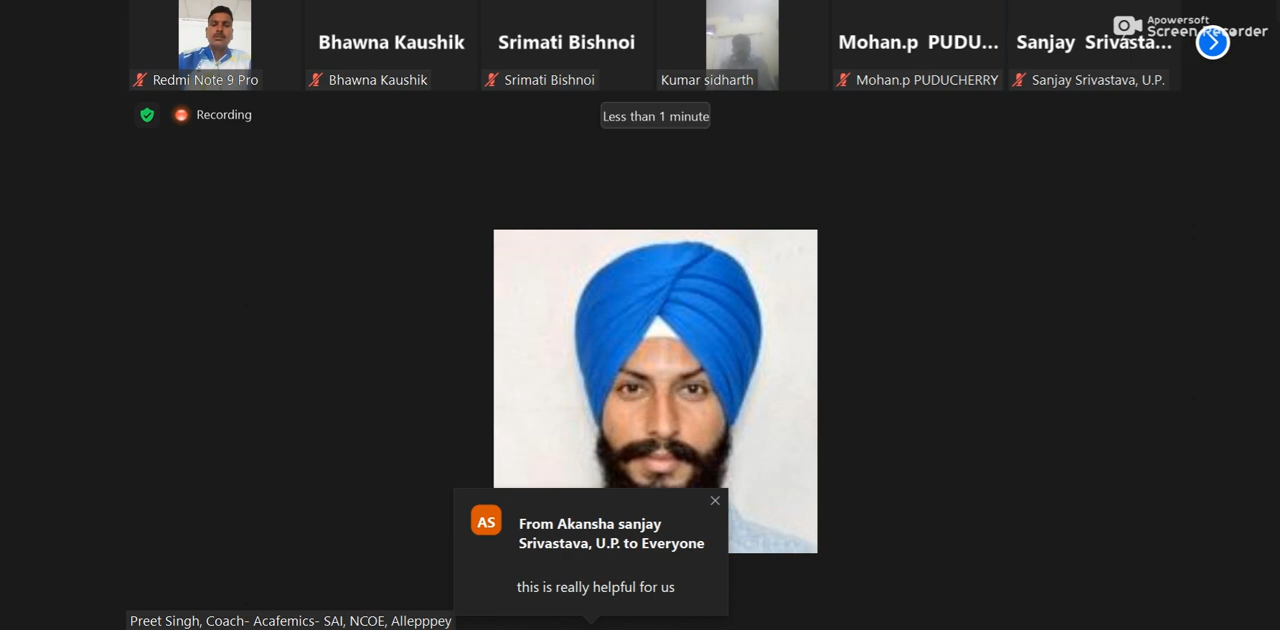 Bhawna Kaushik
Srimati Bishnoi
Mohan.p PUDU...
Sanjay Srivasta...
Apowersoft
Screen Recorder
Redmi Note 9 Pro
Bhawna Kaushik
Srimati Bishnoi
Kumar sidharth
Mohan.p PUDUCHERRY
Sanjay Srivastava, U.P.
Recording
Less than 1 minute
AS
From Akansha sanjay
Srivastava, U.P. to Everyone
this is really helpful for us
Preet Singh, Coach- Acafemics- SAI, NCOE, Allepppey